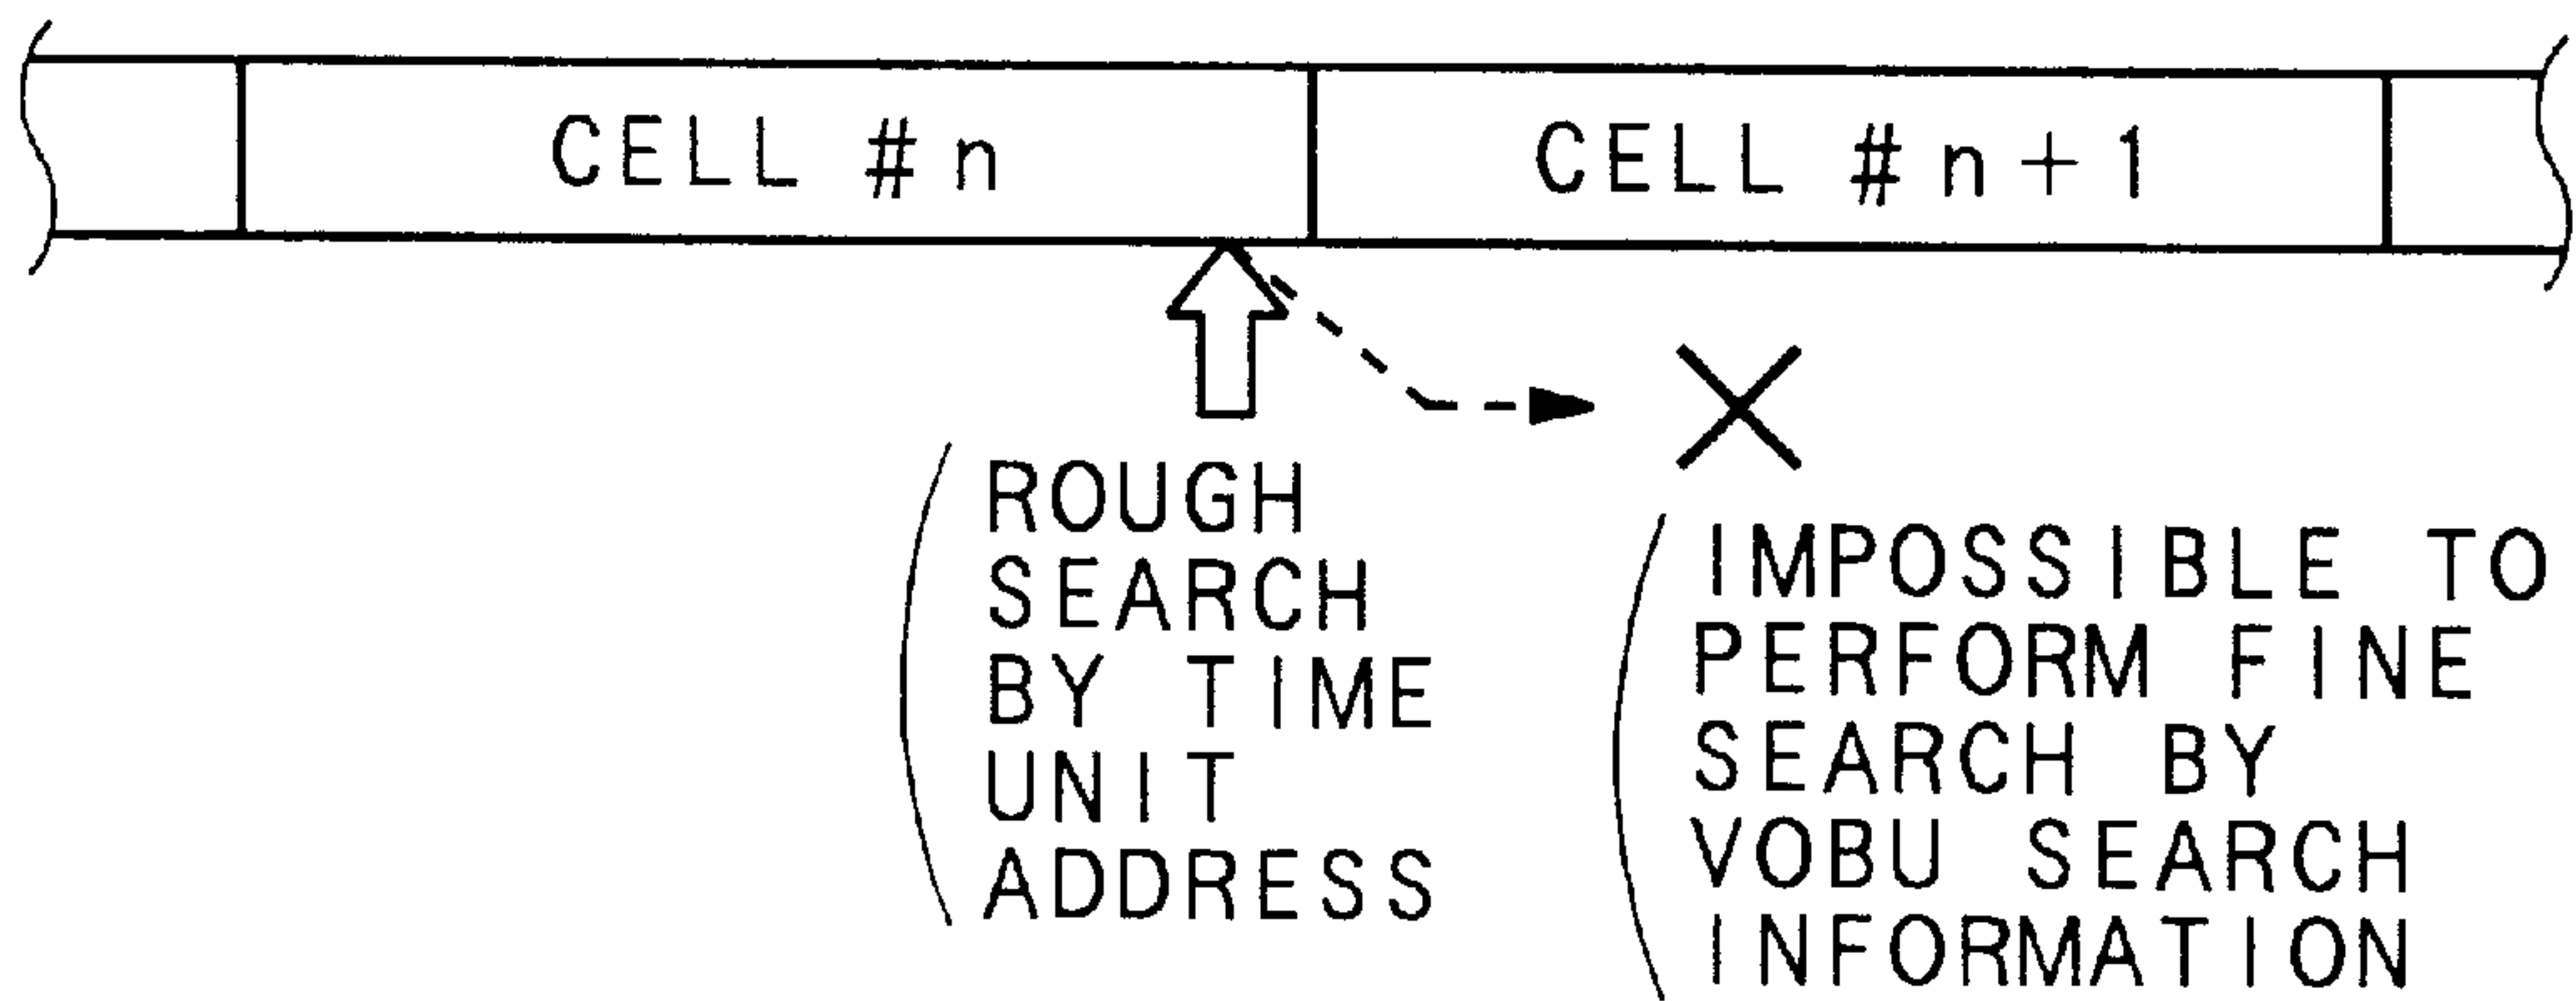 CELL #n
CELL #n+1
ROUGH
SEARCH
BY TIME
UNIT
ADDRESS
IMPOSSIBLE TO
PERFORM FINE
SEARCH BY
VOBU SEARCH
INFORMATION